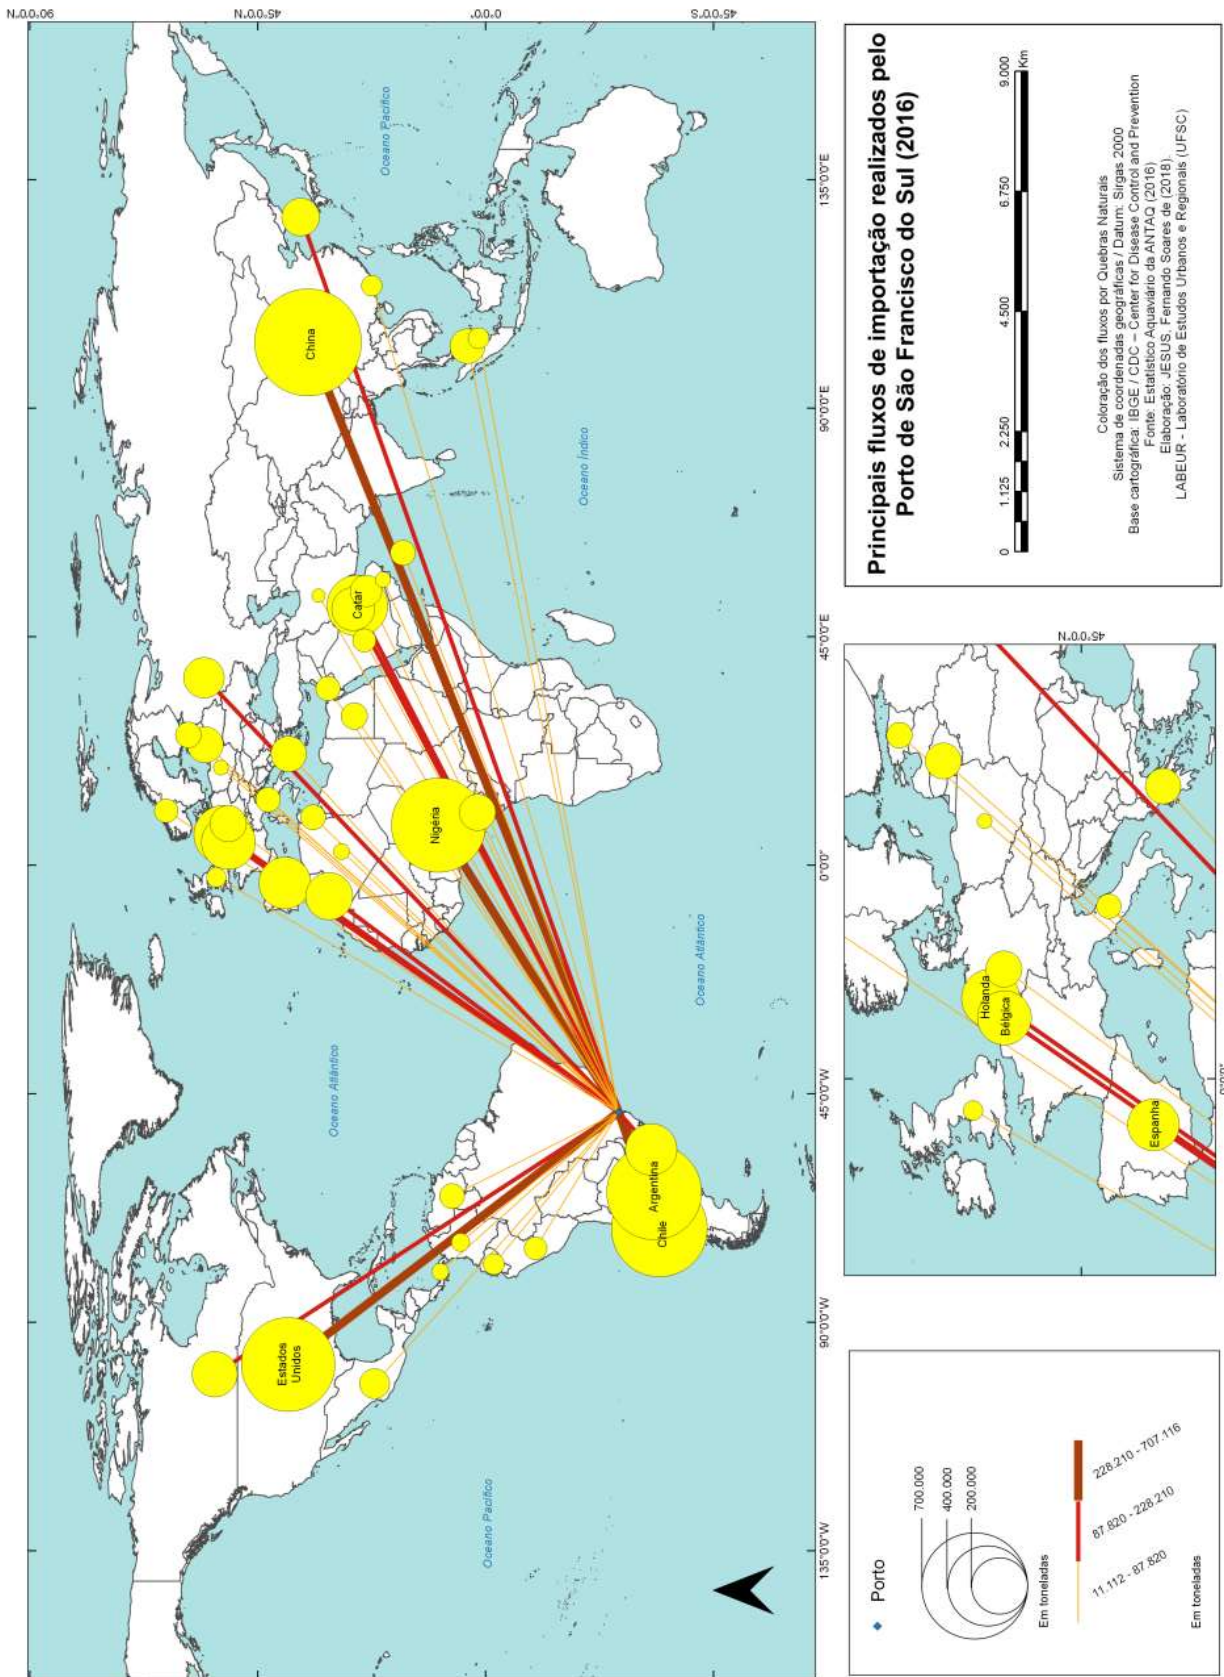 Principais fluxos de importação realizados pelo
Porto de São Francisco do Sul (2016)
0 1.125 2.250 4.500 6.750 9.000
Km
Coloração dos fluxos por Quebras Naturais
Sistema de coordenadas geográficas / Datum: Sirgas 2000
Base cartográfica: IBGE / CDC – Center for Disease Control and Prevention
Fonte: Estatístico Aquaviário da ANTAQ (2016)
Elaboração: JESUS, Fernando Soares de (2018).
LABEUR - Laboratório de Estudos Urbanos e Regionais (UFSC)
135°0'0"W
90°0'0"W
45°0'0"W
0°0'0"
45°0'0"E
90°0'0"E
135°0'0"E
90°0'0"N
45°0'0"N
0°0'0"
45°0'0"S
Oceano Pacífico
Oceano Atlântico
Oceano Atlântico
Oceano Índico
Oceano Pacífico
Estados
Unidos
Chile
Argentina
Nigéria
Catar
China
Porto
700.000
400.000
200.000
Em toneladas
11.112 - 87.820
87.820 - 228.210
228.210 - 707.116
Em toneladas
Holanda
Bélgica
Espanha
0°0'0"
45°0'0"N